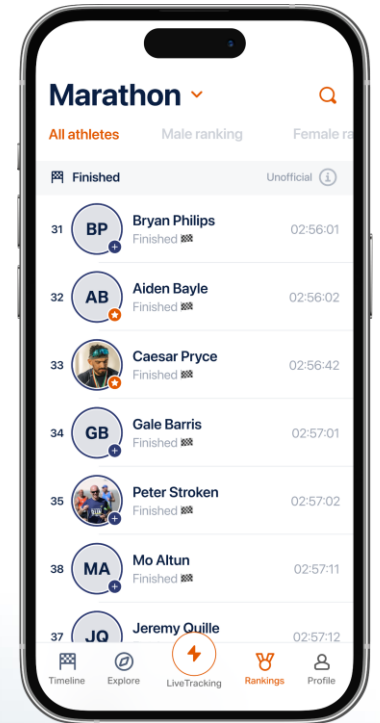 Marathon
All athletes Male ranking Female ra
Finished Unofficial i
31 BP Bryan Philips 02:56:01
Finished
32 AB Aiden Bayle 02:56:02
Finished
33 Caesar Pryce 02:56:42
Finished
34 GB Gale Barris 02:57:01
Finished
35 Peter Stroken 02:57:02
Finished
38 MA Mo Altun 02:57:11
Finished
37 JQ Jeremy Quille 02:57:12
Timeline Explore LiveTracking Rankings Profile